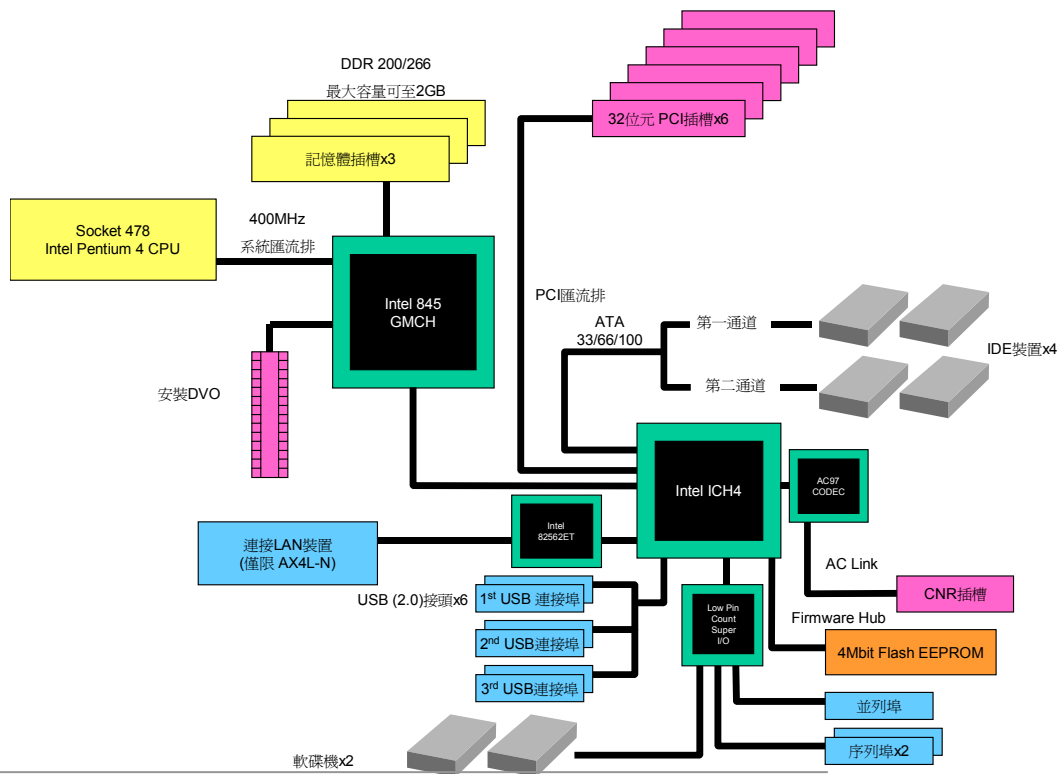 DDR 200/266
最大容量可至2GB
記憶體插槽x3
32位元 PCI插槽x6
Socket 478
Intel Pentium 4 CPU
400MHz
系統匯流排
Intel 845
GMCH
PCI匯流排
ATA
33/66/100
第一通道
第二通道
IDE裝置x4
安裝DVO
Intel ICH4
AC97
CODEC
Intel
82562ET
連接LAN裝置
(僅限 AX4L-N)
AC Link
CNR插槽
USB (2.0)接頭x6
1st USB 連接埠
2nd USB連接埠
3rd USB連接埠
Low Pin
Count
Super
I/O
Firmware Hub
4Mbit Flash EEPROM
並列埠
序列埠x2
軟碟機x2